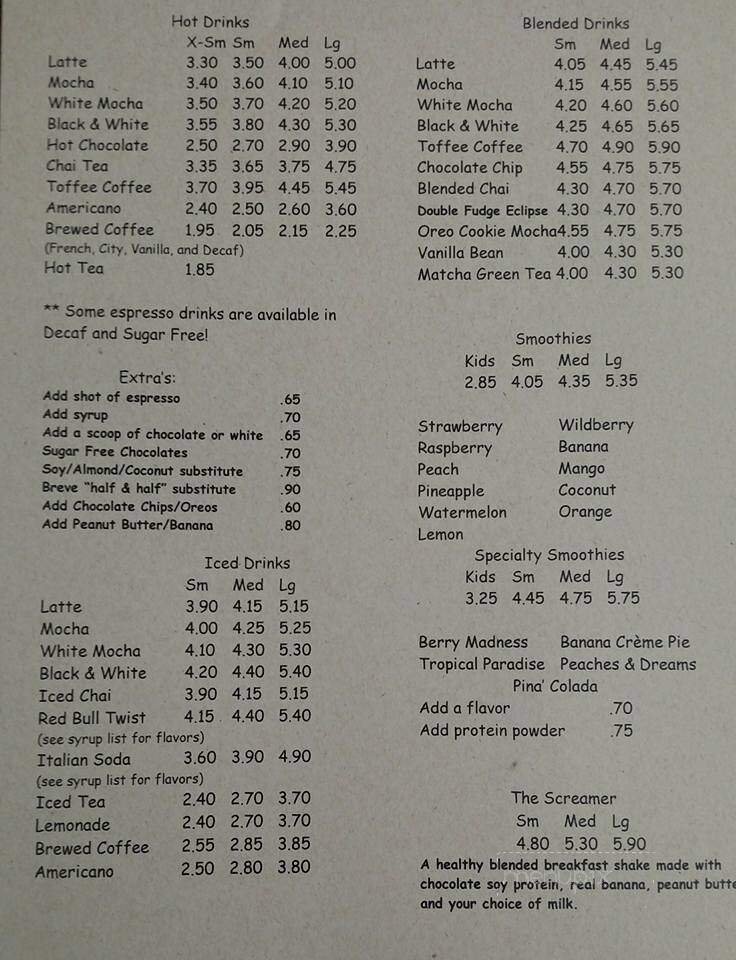 Hot Drinks
X-Sm Sm Med Lg
Latte 3.30 3.50 4.00 5.00
Mocha 3.40 3.60 4.10 5.10
White Mocha 3.50 3.70 4.20 5.20
Black & White 3.55 3.80 4.30 5.30
Hot Chocolate 2.50 2.70 2.90 3.90
Chai Tea 3.35 3.65 3.75 4.75
Toffee Coffee 3.70 3.95 4.45 5.45
Americano 2.40 2.50 2.60 3.60
Brewed Coffee 1.95 2.05 2.15 2.25
(French, City, Vanilla, and Decaf)
Hot Tea 1.85
** Some espresso drinks are available in
Decaf and Sugar Free!
Extra's:
Add shot of espresso .65
Add syrup .70
Add a scoop of chocolate or white .65
Sugar Free Chocolates .70
Soy/Almond/Coconut substitute .75
Breve "half & half" substitute .90
Add Chocolate Chips/Oreos .60
Add Peanut Butter/Banana .80
Iced Drinks
Sm Med Lg
Latte 3.90 4.15 5.15
Mocha 4.00 4.25 5.25
White Mocha 4.10 4.30 5.30
Black & White 4.20 4.40 5.40
Iced Chai 3.90 4.15 5.15
Red Bull Twist 4.15 4.40 5.40
(see syrup list for flavors)
Italian Soda 3.60 3.90 4.90
(see syrup list for flavors)
Iced Tea 2.40 2.70 3.70
Lemonade 2.40 2.70 3.70
Brewed Coffee 2.55 2.85 3.85
Americano 2.50 2.80 3.80
Blended Drinks
Sm Med Lg
Latte 4.05 4.45 5.45
Mocha 4.15 4.55 5.55
White Mocha 4.20 4.60 5.60
Black & White 4.25 4.65 5.65
Toffee Coffee 4.70 4.90 5.90
Chocolate Chip 4.55 4.75 5.75
Blended Chai 4.30 4.70 5.70
Double Fudge Eclipse 4.30 4.70 5.70
Oreo Cookie Mocha4.55 4.75 5.75
Vanilla Bean 4.00 4.30 5.30
Matcha Green Tea 4.00 4.30 5.30
Smoothies
Kids Sm Med Lg
2.85 4.05 4.35 5.35
Strawberry Wildberry
Raspberry Banana
Peach Mango
Pineapple Coconut
Watermelon Orange
Lemon
Specialty Smoothies
Kids Sm Med Lg
3.25 4.45 4.75 5.75
Berry Madness Banana Crème Pie
Tropical Paradise Peaches & Dreams
Pina' Colada
Add a flavor .70
Add protein powder .75
The Screamer
Sm Med Lg
4.80 5.30 5.90
A healthy blended breakfast shake made with
chocolate soy protein, real banana, peanut butte
and your choice of milk.